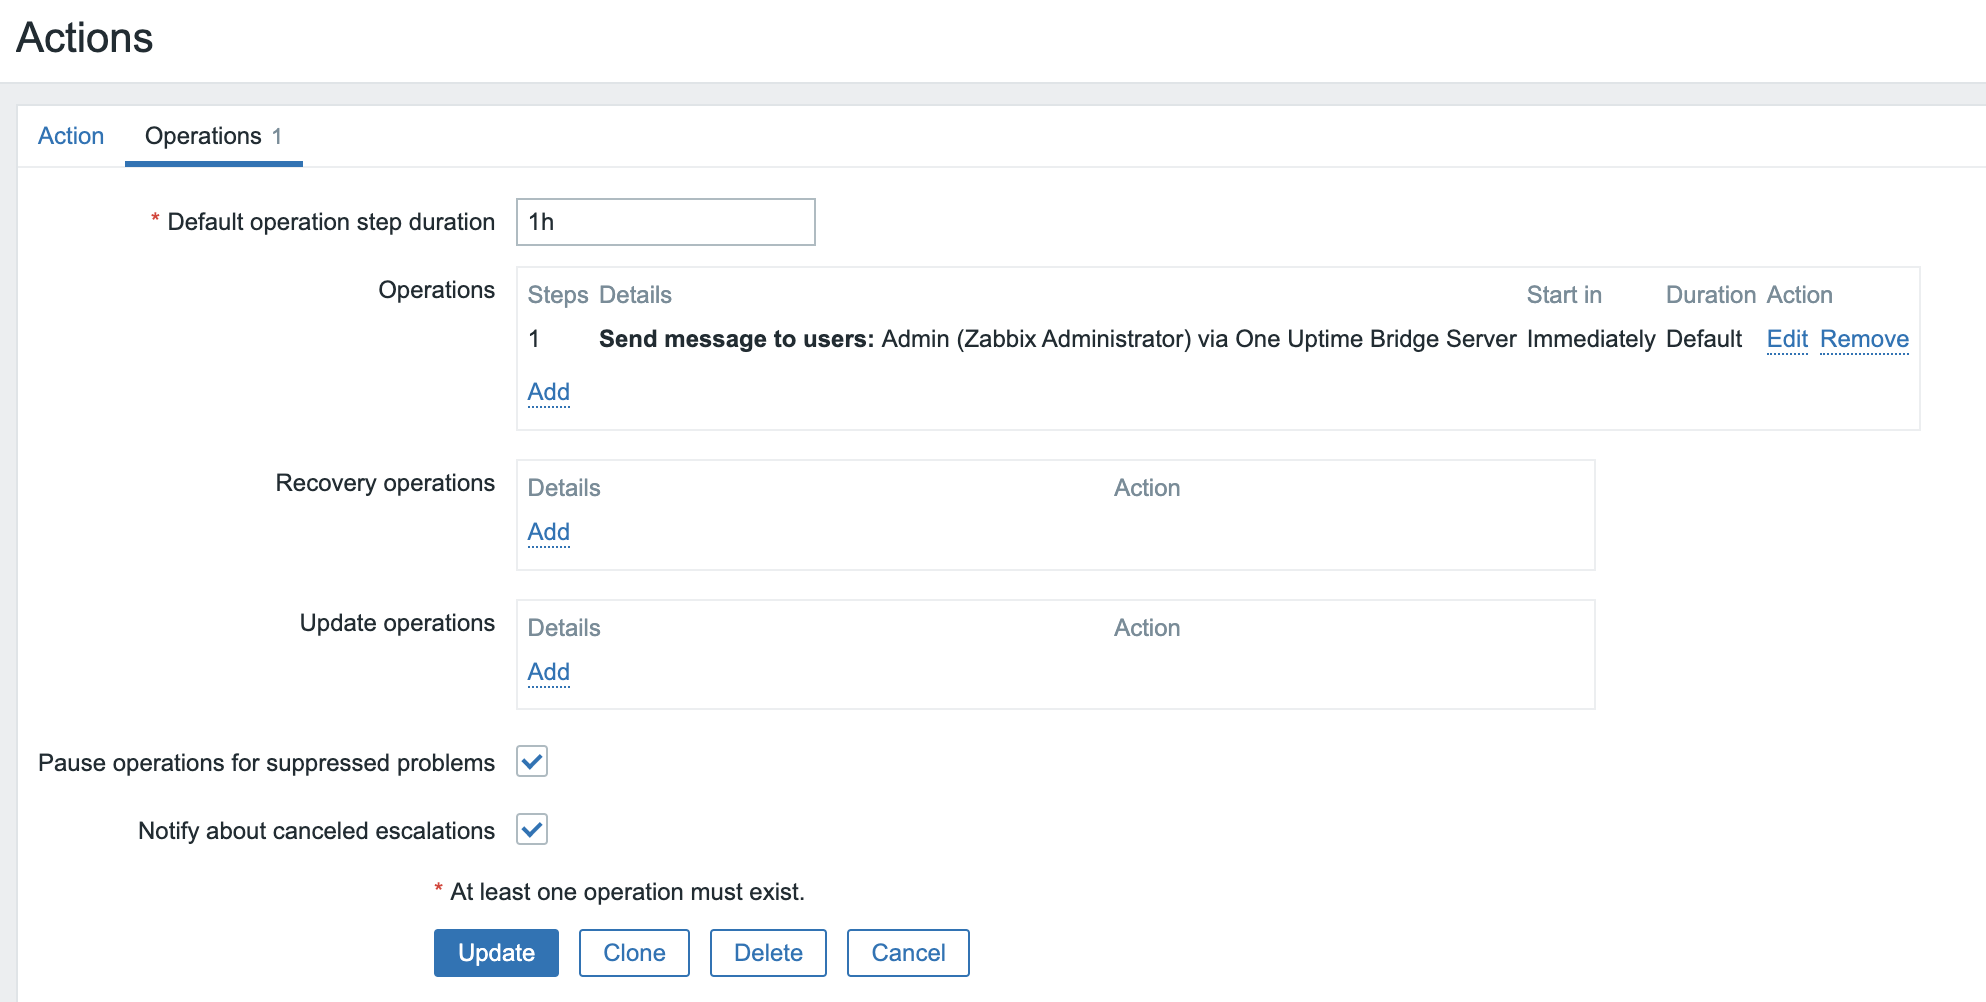 Actions
Action Operations 1
* Default operation step duration 1h
Operations Steps Details Start in Duration Action
1 Send message to users: Admin (Zabbix Administrator) via One Uptime Bridge Server Immediately Default Edit Remove
Add
Recovery operations Details Action
Add
Update operations Details Action
Add
Pause operations for suppressed problems
Notify about canceled escalations
* At least one operation must exist.
Update Clone Delete Cancel